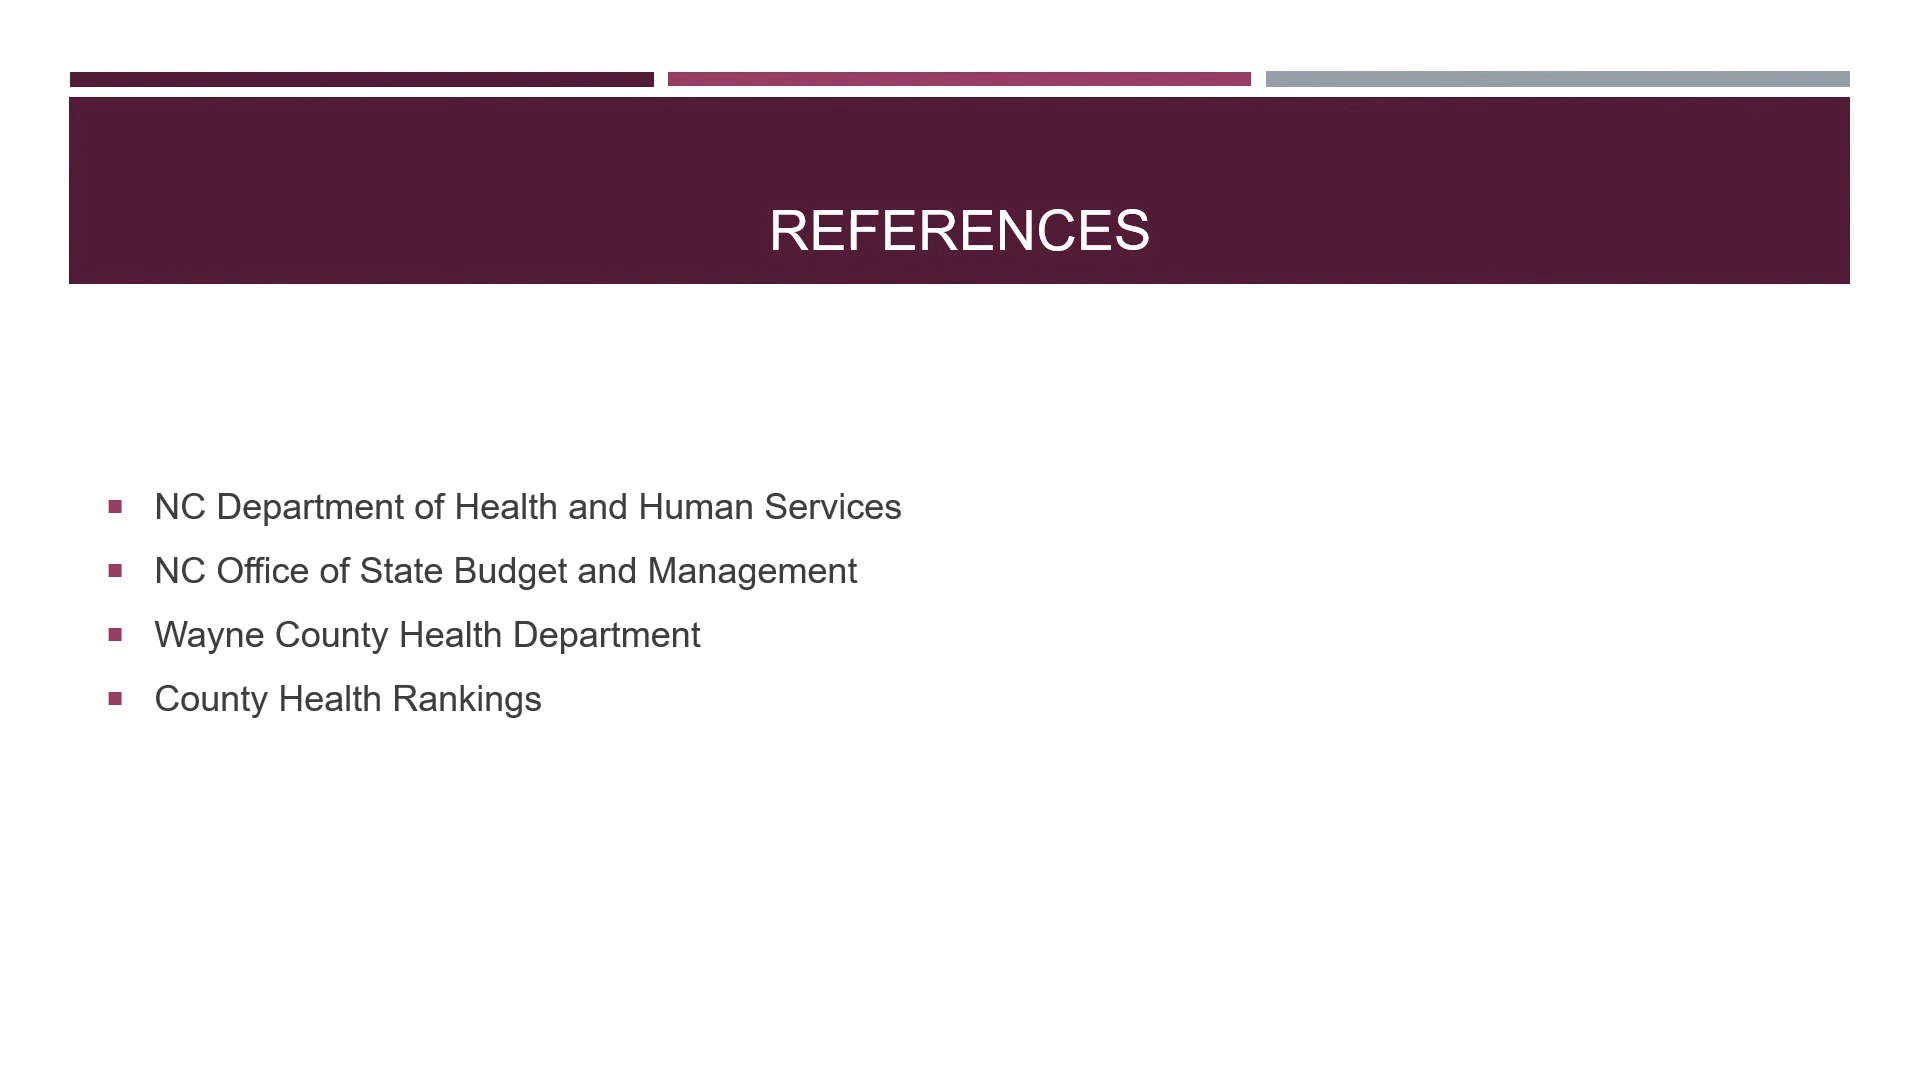 REFERENCES
NC Department of Health and Human Services
NC Office of State Budget and Management
Wayne County Health Department
County Health Rankings